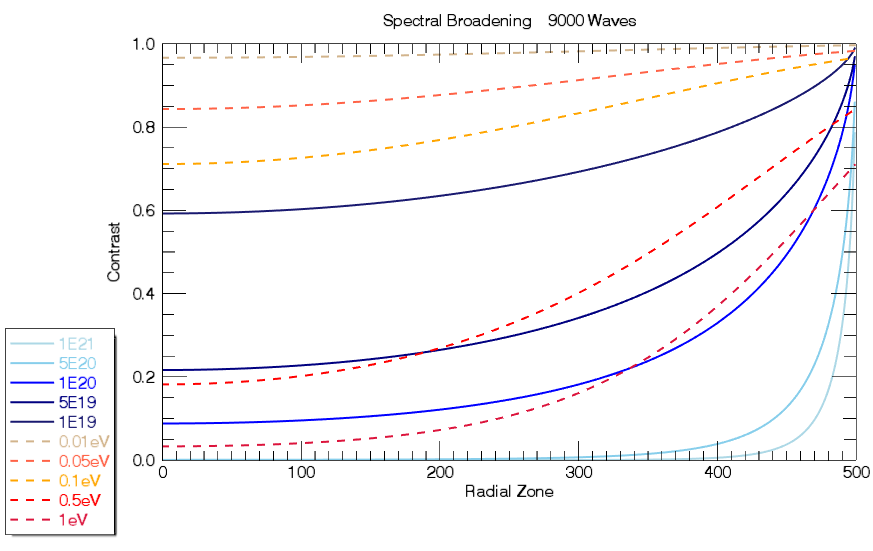 Spectral Broadening 9000 Waves
1.0
0.8
0.6
0.4
0.2
0.0
Contrast
0 100 200 300 400 500
Radial Zone
1E21
5E20
1E20
5E19
1E19
0.01eV
0.05eV
0.1eV
0.5eV
1eV